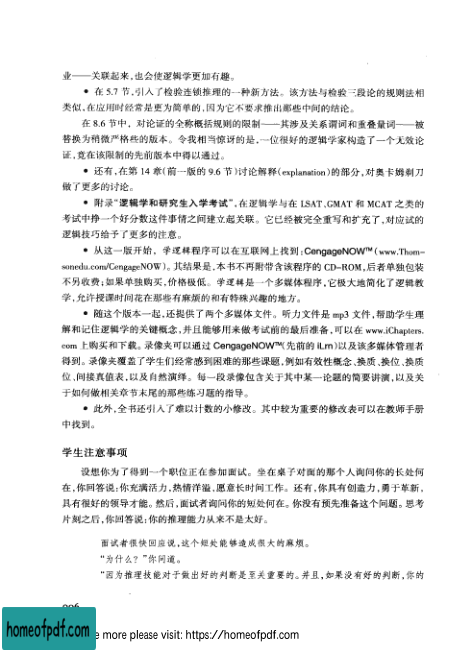 业——关联起来,也会使逻辑学更加有趣。
● 在 5.7 节,引入了检验连锁推理的一种新方法。该方法与检验三段论的规则法相
类似,在应用时经常是更为简单的,因为它不要求推出那些中间的结论。
在 8.6 节中，对论证的全称概括规则的限制——其涉及关系谓词和重叠量词——被
替换为稍微严格些的版本。令我相当惊讶的是,一位很好的逻辑学家构造了一个无效论
证,竟在该限制的先前版本中得以通过。
● 还有,在第 14 章(前一版的 9.6 节)讨论解释(explanation)的部分,对奥卡姆剃刀
做了更多的讨论。
● 附录“逻辑学和研究生入学考试”,在逻辑学与在 LSAT、GMAT 和 MCAT 之类的
考试中挣一个好分数这件事情之间建立起关联。它已经被完全重写和扩充了,对应试的
逻辑技巧给予了更多的注意。
● 从这一版开始，学逻辑程序可以在互联网上找到:CengageNOW™(www.Thom-
sonedu.com/CengageNOW)。其结果是,本书不再附带含该程序的 CD-ROM,后者单独包装
不另收费;如果单独购买,价格极低。学逻辑是一个多媒体程序,它极大地简化了逻辑教
学,允许授课时间花在那些有麻烦的和有特殊兴趣的地方。
● 随这个版本一起,还提供了两个多媒体文件。听力文件是 mp3 文件,帮助学生理
解和记住逻辑学的关键概念,并且能够用来做考试前的最后准备,可以在 www.iChapters.
com 上购买和下载。录像夹可以通过 CengageNOW™(先前的 iLrn)以及该多媒体管理者
得到。录像夹覆盖了学生们经常感到困难的那些课题,例如有效性概念、换质、换位、换质
位、间接真值表,以及自然演绎。每一段录像包含关于其中某一论题的简要讲演,以及关
于如何做相关章节末尾的那些练习题的指导。
● 此外,全书还引入了难以计数的小修改。其中较为重要的修改表可以在教师手册
中找到。
学生注意事项
设想你为了得到一个职位正在参加面试。坐在桌子对面的那个人询问你的长处何
在,你回答说:你充满活力,热情洋溢,愿意长时间工作。还有,你具有创造力,勇于革新,
具有很好的领导才能。然后,面试者询问你的短处何在。你没有预先准备这个问题。思考
片刻之后,你回答说:你的推理能力从来不是太好。
面试者很快回应说,这个短处能够造成很大的麻烦。
“为什么？”你问道。
“因为推理技能对于做出好的判断是至关重要的。并且,如果没有好的判断,你的
homeofpdf.com
e more please visit: https://homeofpdf.com